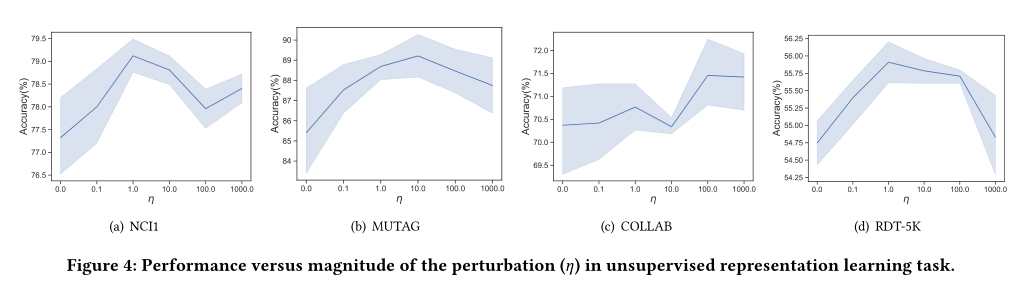 79.5
79.0
78.5
78.0
77.5
77.0
76.5
Accuracy(%)
0.0 0.1 1.0 10.0 100.0 1000.0
η
(a) NCI1
90
89
88
87
86
85
84
Accuracy(%)
0.0 0.1 1.0 10.0 100.0 1000.0
η
(b) MUTAG
72.0
71.5
71.0
70.5
70.0
69.5
Accuracy(%)
0.0 0.1 1.0 10.0 100.0 1000.0
η
(c) COLLAB
56.25
56.00
55.75
55.50
55.25
55.00
54.75
54.50
54.25
Accuracy(%)
0.0 0.1 1.0 10.0 100.0 1000.0
η
(d) RDT-5K
Figure 4: Performance versus magnitude of the perturbation (η) in unsupervised representation learning task.